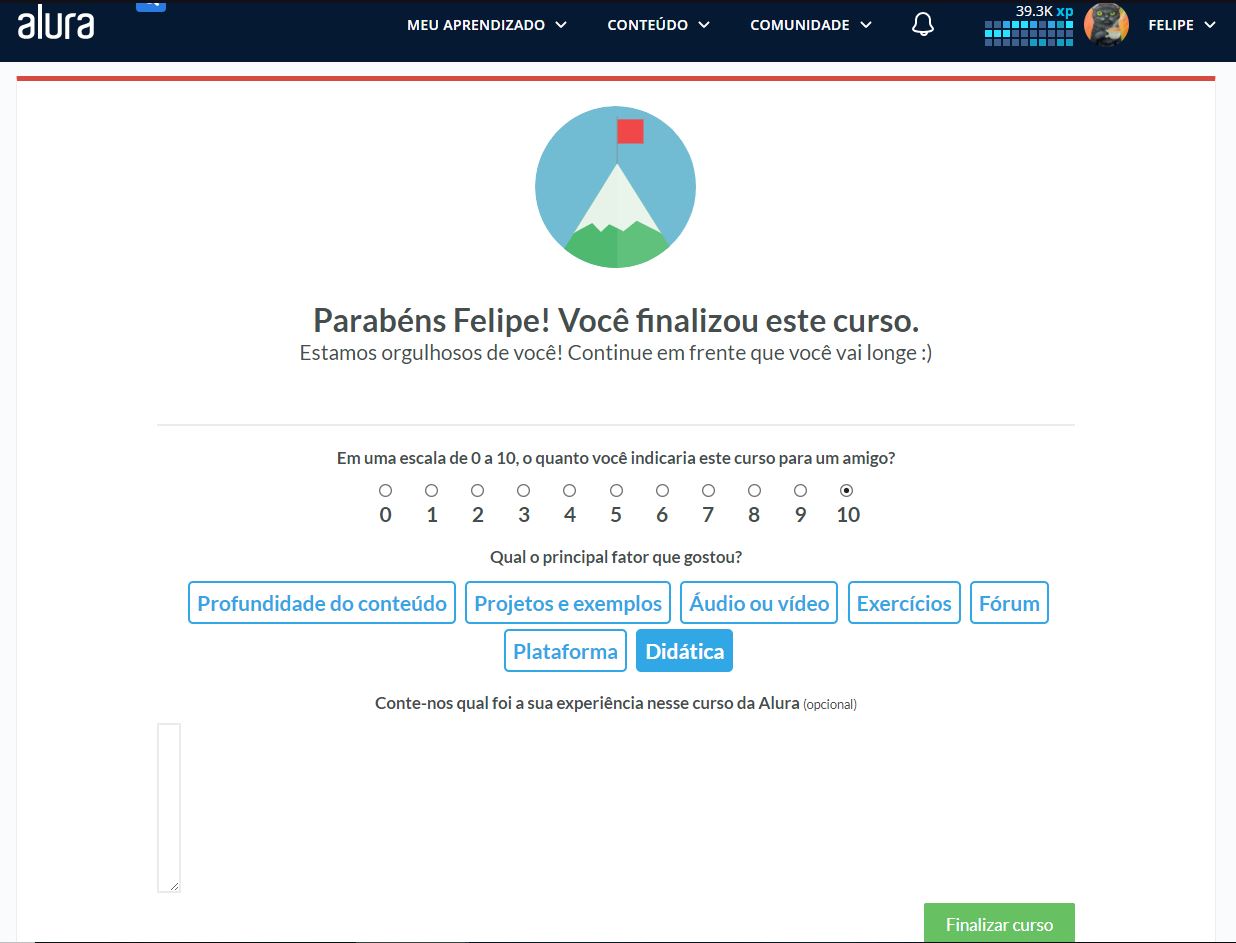 alura
MEU APRENDIZADO
CONTEÚDO
COMUNIDADE
39.3K xp
FELIPE
Parabéns Felipe! Você finalizou este curso.
Estamos orgulhosos de você! Continue em frente que você vai longe :)
Em uma escala de 0 a 10, o quanto você indicaria este curso para um amigo?
0 1 2 3 4 5 6 7 8 9 10
Qual o principal fator que gostou?
Profundidade do conteúdo Projetos e exemplos Áudio ou vídeo Exercícios Fórum
Plataforma Didática
Conte-nos qual foi a sua experiência nesse curso da Alura (opcional)
Finalizar curso